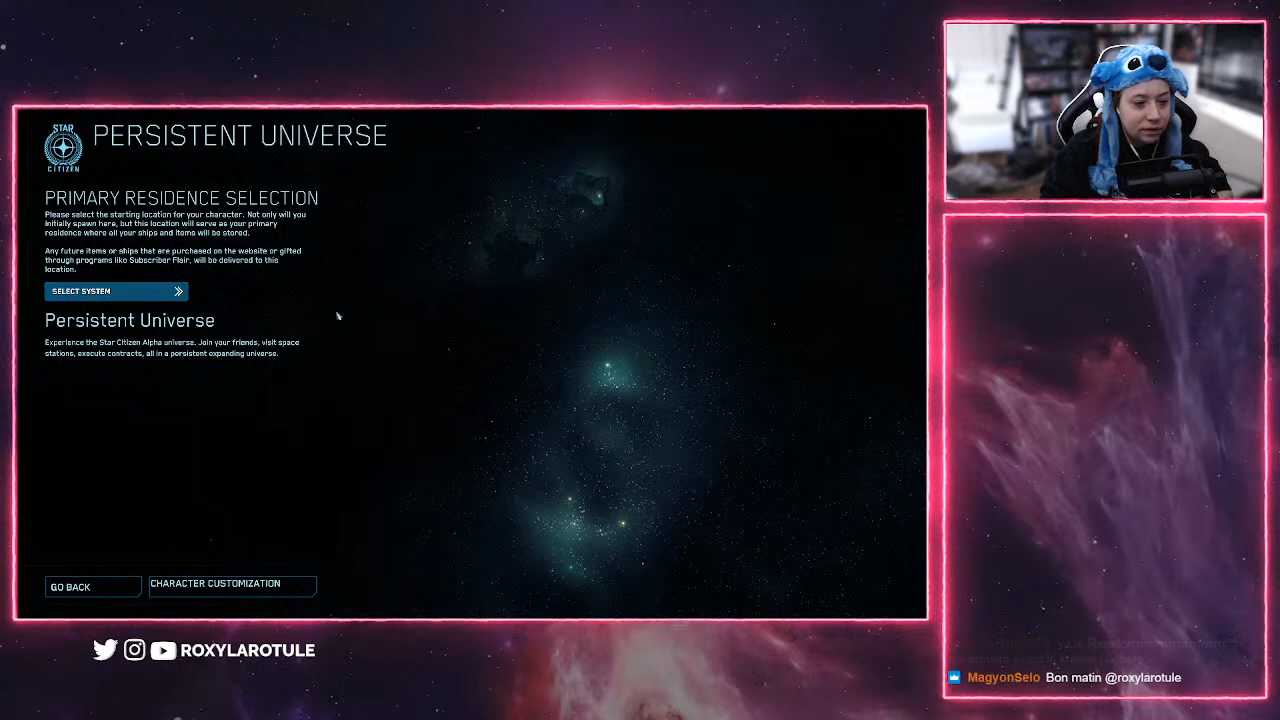 STAR
CITIZEN
PERSISTENT UNIVERSE
PRIMARY RESIDENCE SELECTION
Please select the starting location for your character. Not only will you
initially spawn here, but this location will serve as your primary
residence where all your ships and items will be stored.
Any future items or ships that are purchased on the website or gifted
through programs like Subscriber Flair, will be delivered to this
location.
SELECT SYSTEM
Persistent Universe
Experience the Star Citizen Alpha universe. Join your friends, visit space
stations, execute contracts, all in a persistent expanding universe.
GO BACK
CHARACTER CUSTOMIZATION
ROXYLAROTULE
MagyonSelo Bon matin @roxylarotule